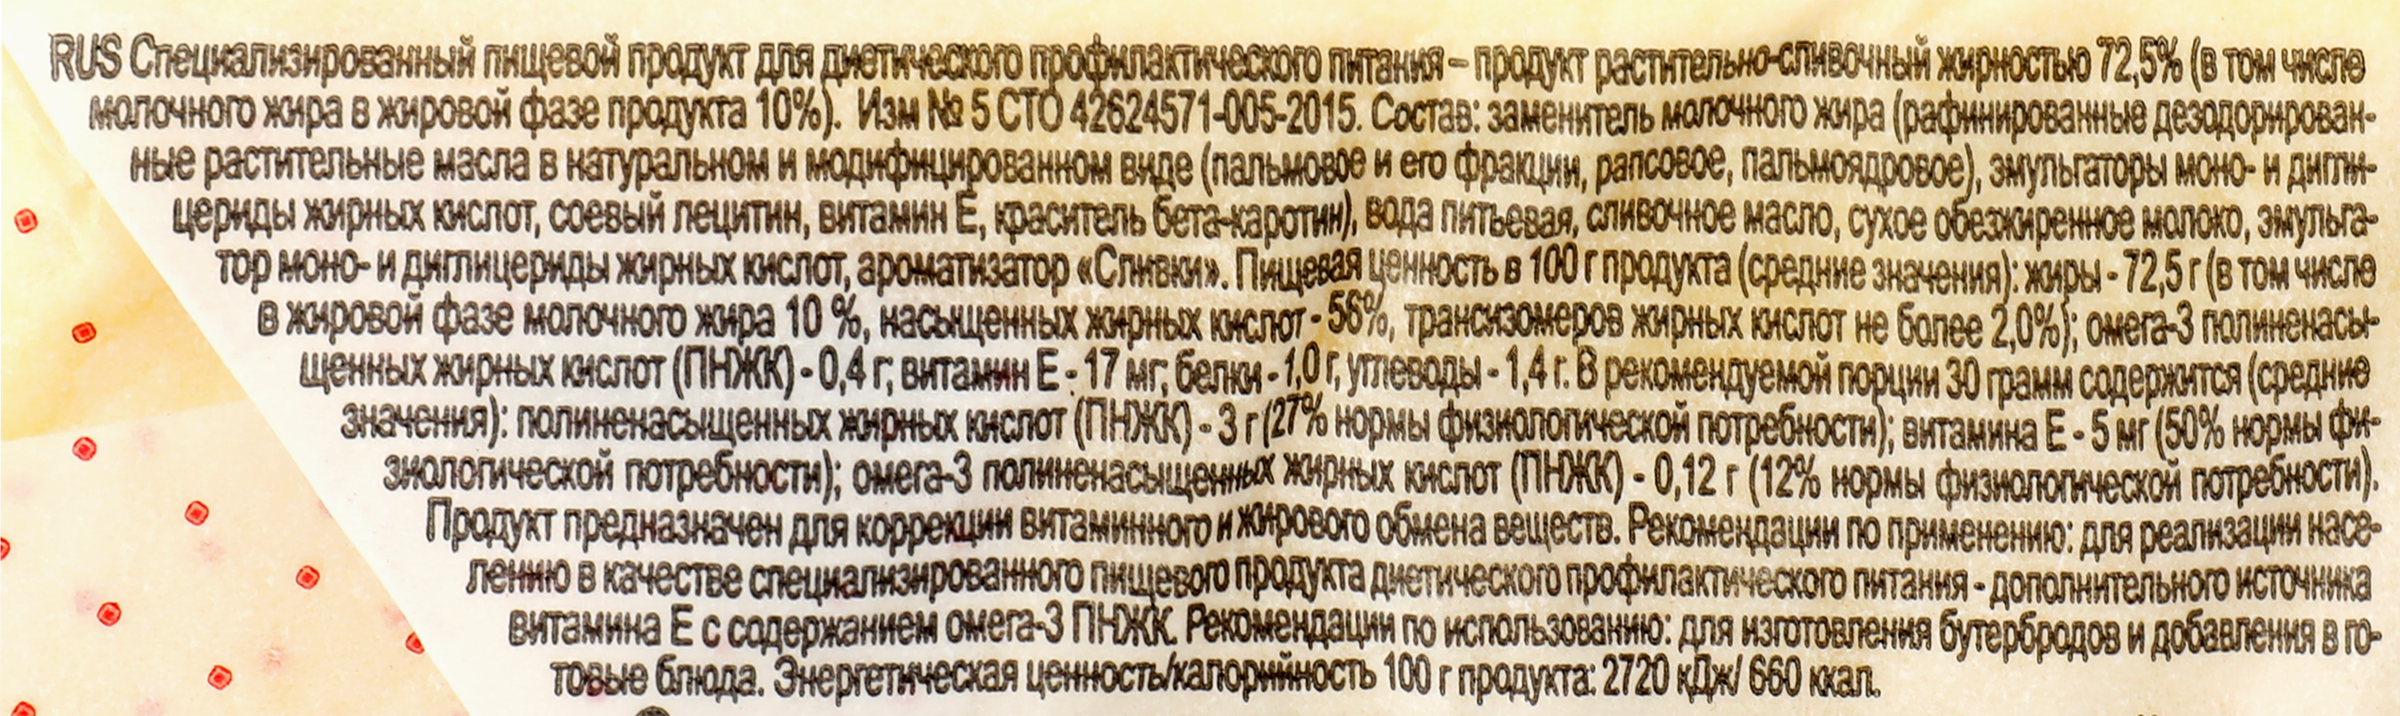 RUS Специализированный пищевой продукт для диетического профилактического питания – продукт растительно-сливочный жирностью 72,5% (в том числе
молочного жира в жировой фазе продукта 10%). Изм № 5 СТО 42624571-005-2015. Состав: заменитель молочного жира (рафинированные дезодорирован-
ные растительные масла в натуральном и модифицированном виде (пальмовое и его фракции, рапсовое, пальмоядровое), эмульгаторы моно- и дигли-
цериды жирных кислот, соевый лецитин, витамин Е, краситель бета-каротин), вода питьевая, сливочное масло, сухое обезжиренное молоко, эмульга-
тор моно- и диглицериды жирных кислот, ароматизатор «Сливки». Пищевая ценность в 100 г продукта (средние значения): жиры - 72,5 г (в том числе
в жировой фазе молочного жира 10 %, насыщенных жирных кислот - 56%, трансизомеров жирных кислот не более 2,0%); омега-3 полиненасы-
щенных жирных кислот (ПНЖК) - 0,4 г; витамин Е - 17 мг; белки - 1,0 г, углеводы - 1,4 г. В рекомендуемой порции 30 грамм содержится (средние
значения): полиненасыщенных жирных кислот (ПНЖК) - 3 г (27% нормы физиологической потребности); витамина Е - 5 мг (50% нормы фи-
зиологической потребности); омега-3 полиненасыщенных жирных кислот (ПНЖК) - 0,12 г (12% нормы физиологической потребности).
Продукт предназначен для коррекции витаминного и жирового обмена веществ. Рекомендации по применению: для реализации насе-
лению в качестве специализированного пищевого продукта диетического профилактического питания - дополнительного источника
витамина Е с содержанием омега-3 ПНЖК. Рекомендации по использованию: для изготовления бутербродов и добавления в го-
товые блюда. Энергетическая ценность/калорийность 100 г продукта: 2720 кДж/ 660 ккал.